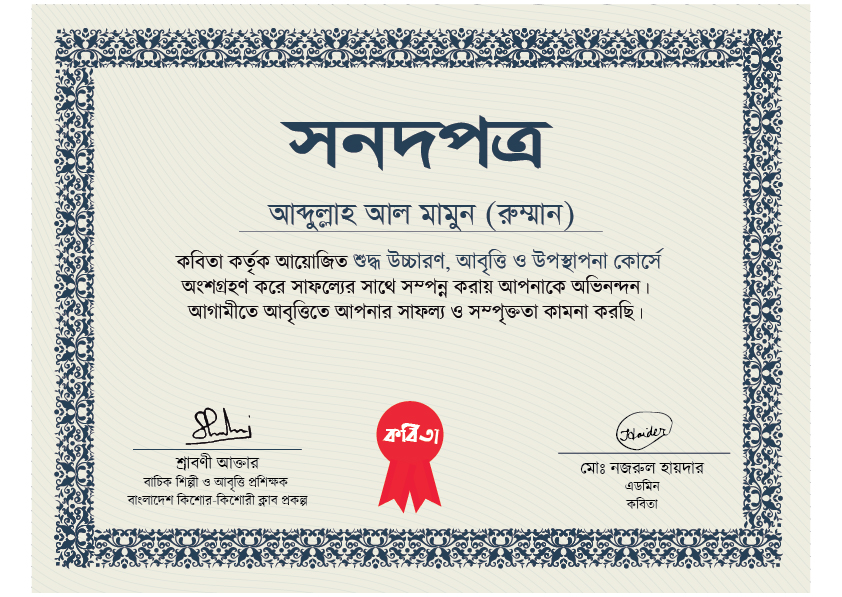 সনদপত্র
আব্দুল্লাহ আল মামুন (রুম্মান)
কবিতা কর্তৃক আয়োজিত শুদ্ধ উচ্চারণ, আবৃত্তি ও উপস্থাপনা কোর্সে
অংশগ্রহণ করে সাফল্যের সাথে সম্পন্ন করায় আপনাকে অভিনন্দন।
আগামীতে আবৃত্তিতে আপনার সাফল্য ও সম্পৃক্ততা কামনা করছি।
কবিতা
Haider
শ্রাবণী আক্তার
বাচিক শিল্পী ও আবৃত্তি প্রশিক্ষক
বাংলাদেশ কিশোর-কিশোরী ক্লাব প্রকল্প
মোঃ নজরুল হায়দার
এডমিন
কবিতা